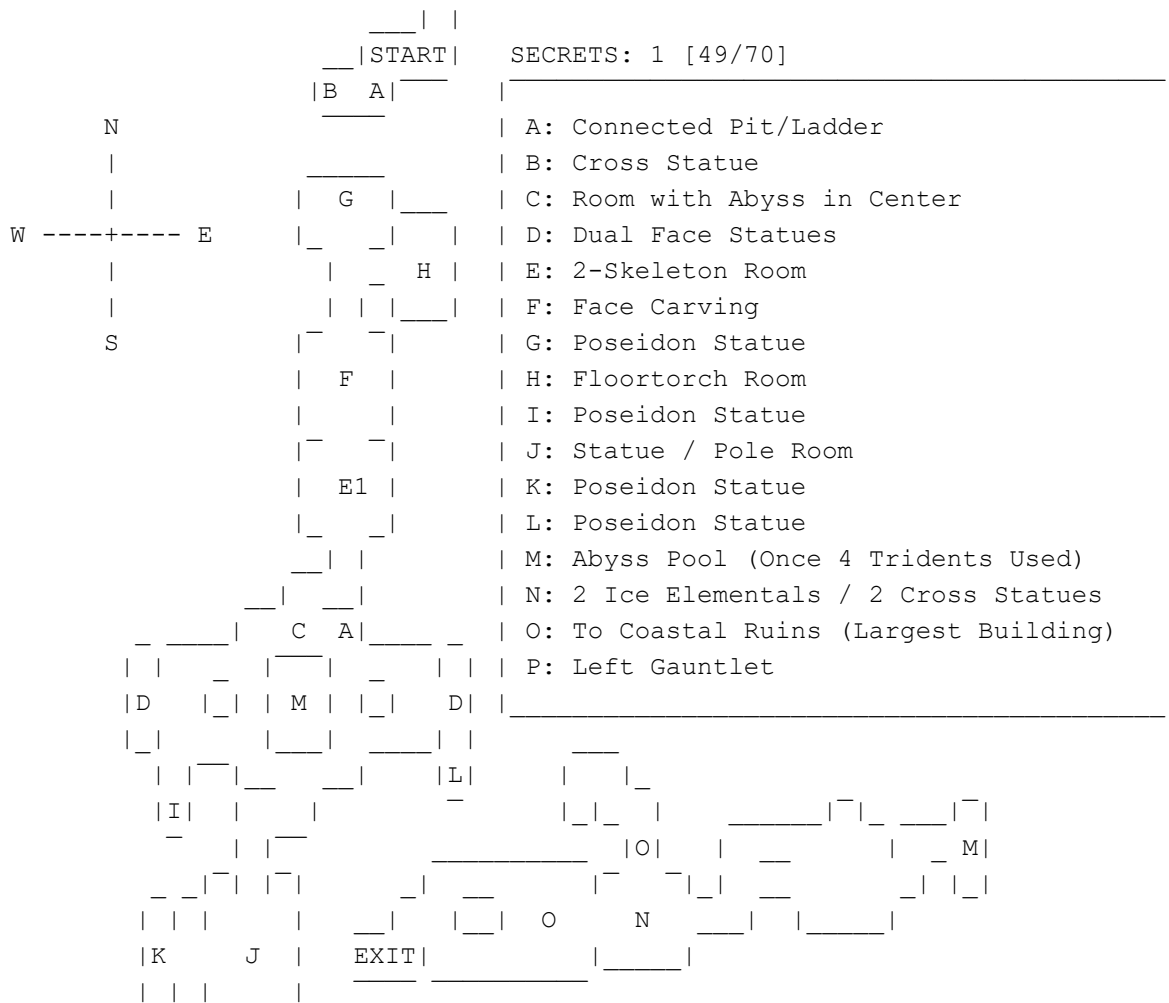 START SECRETS: 1 [49/70]
B A
N A: Connected Pit/Ladder
B: Cross Statue
G C: Room with Abyss in Center
W ----+---- E D: Dual Face Statues
H E: 2-Skeleton Room
F: Face Carving
S G: Poseidon Statue
F H: Floortorch Room
I: Poseidon Statue
J: Statue / Pole Room
E1 K: Poseidon Statue
L: Poseidon Statue
M: Abyss Pool (Once 4 Tridents Used)
N: 2 Ice Elementals / 2 Cross Statues
C A O: To Coastal Ruins (Largest Building)
P: Left Gauntlet
D M D
L
I
O M
O N
K J EXIT